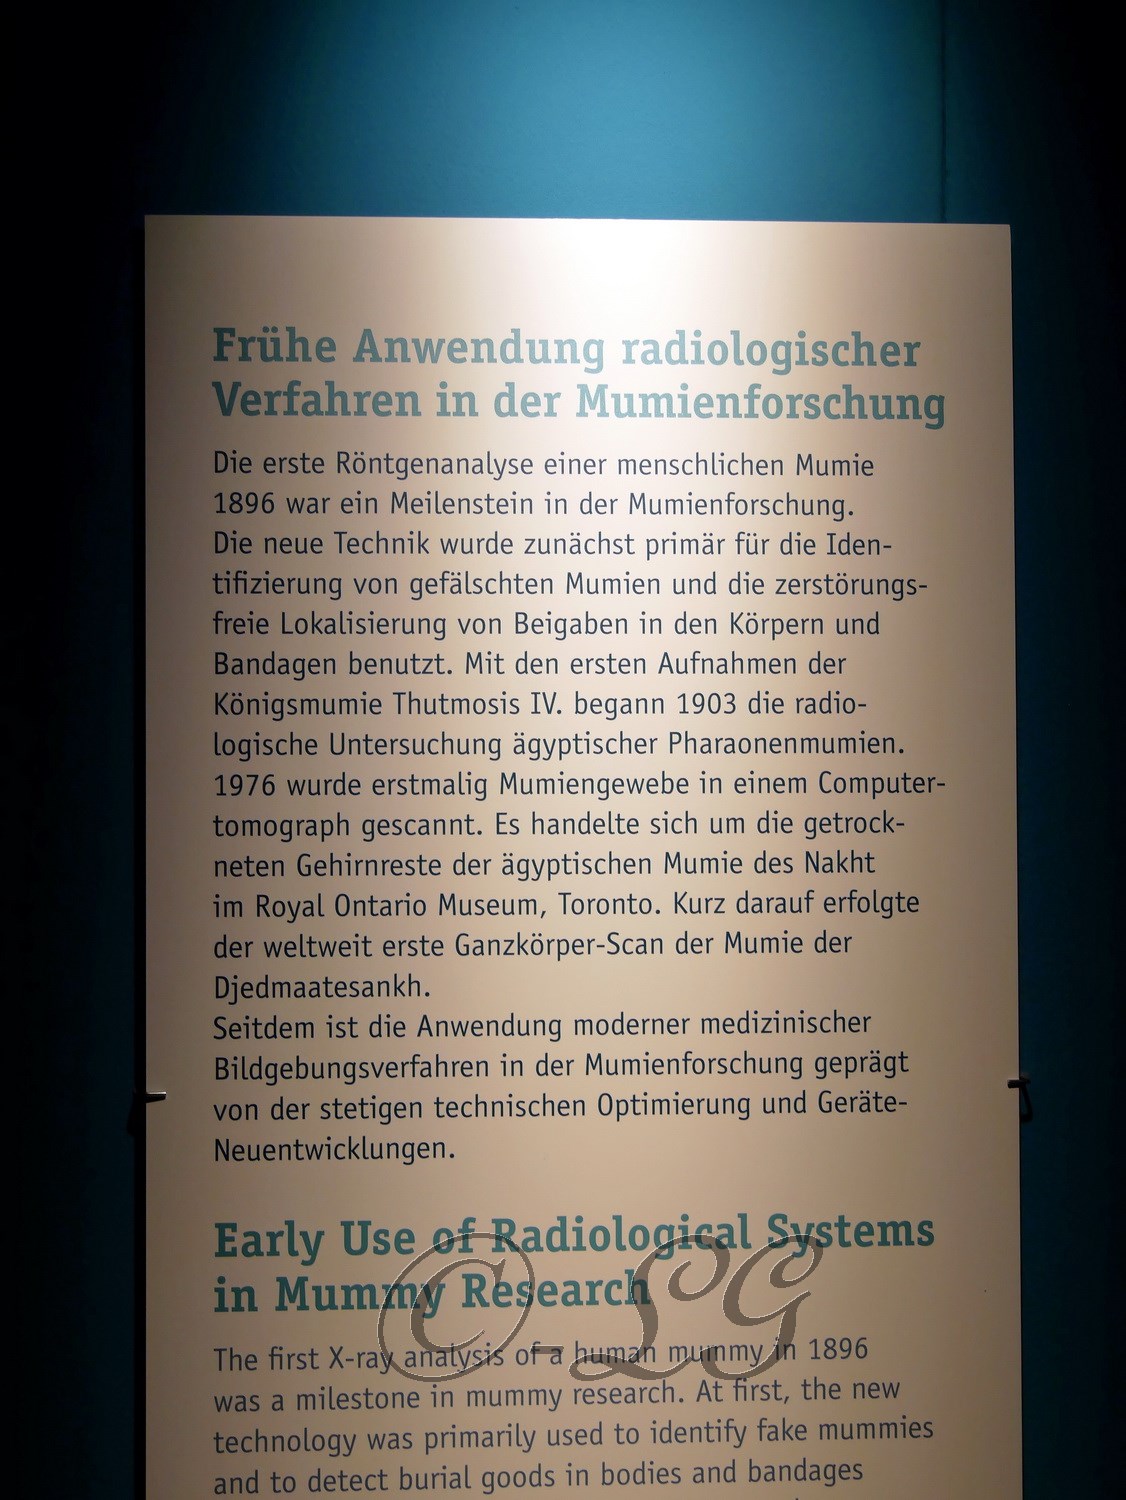 Frühe Anwendung radiologischer
Verfahren in der Mumienforschung
Die erste Röntgenanalyse einer menschlichen Mumie
1896 war ein Meilenstein in der Mumienforschung.
Die neue Technik wurde zunächst primär für die Iden-
tifizierung von gefälschten Mumien und die zerstörungs-
freie Lokalisierung von Beigaben in den Körpern und
Bandagen benutzt. Mit den ersten Aufnahmen der
Königsmumie Thutmosis IV. begann 1903 die radio-
logische Untersuchung ägyptischer Pharaonenmumien.
1976 wurde erstmalig Mumiengewebe in einem Computer-
tomograph gescannt. Es handelte sich um die getrock-
neten Gehirnreste der ägyptischen Mumie des Nakht
im Royal Ontario Museum, Toronto. Kurz darauf erfolgte
der weltweit erste Ganzkörper-Scan der Mumie der
Djedmaatesankh.
Seitdem ist die Anwendung moderner medizinischer
Bildgebungsverfahren in der Mumienforschung geprägt
von der stetigen technischen Optimierung und Geräte-
Neuentwicklungen.
Early Use of Radiological Systems
in Mummy Research
©-LG
The first X-ray analysis of a human mummy in 1896
was a milestone in mummy research. At first, the new
technology was primarily used to identify fake mummies
and to detect burial goods in bodies and bandages